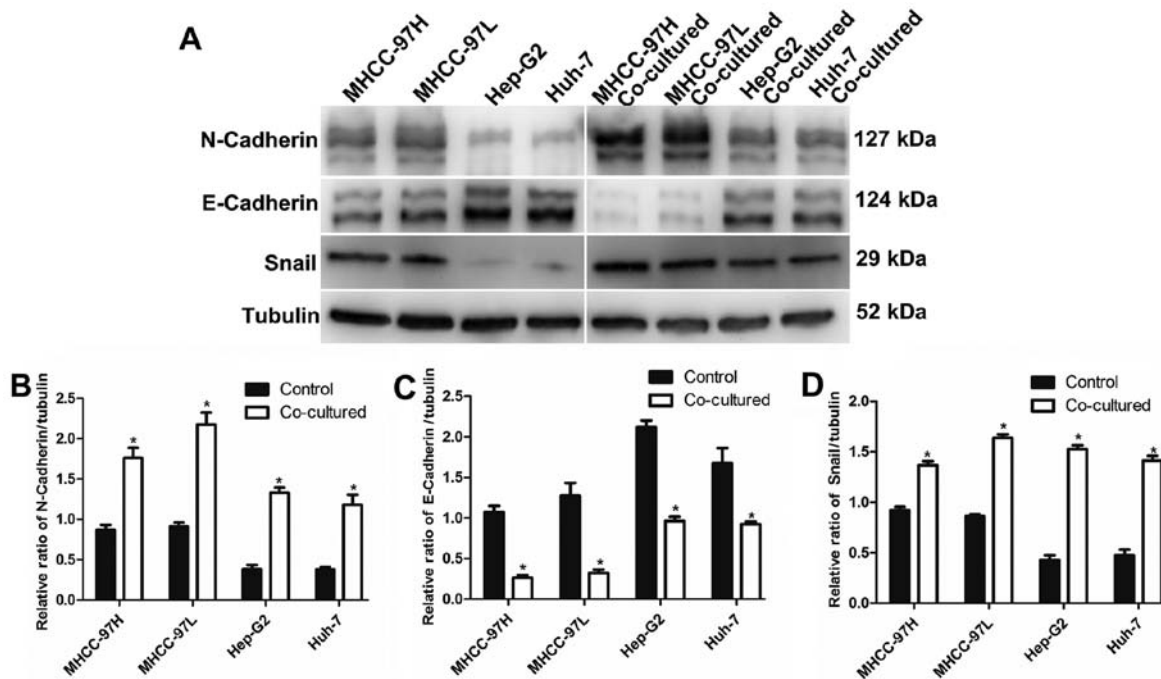 A
MHCC-97H
MHCC-97L
Hep-G2
Huh-7
MHCC-97H
Co-cultured
MHCC-97L
Co-cultured
Hep-G2
Co-cultured
Huh-7
Co-cultured
N-Cadherin 127 kDa
E-Cadherin 124 kDa
Snail 29 kDa
Tubulin 52 kDa
B
Relative ratio of N-Cadherin/tubulin
2.5
2.0
1.5
1.0
0.5
0.0
Control
Co-cultured
*
*
*
*
MHCC-97H
MHCC-97L
Hep-G2
Huh-7
C
Relative ratio of E-Cadherin/tubulin
2.5
2.0
1.5
1.0
0.5
0.0
Control
Co-cultured
*
*
*
*
MHCC-97H
MHCC-97L
Hep-G2
Huh-7
D
Relative ratio of Snail/tubulin
2.0
1.5
1.0
0.5
0.0
Control
Co-cultured
*
*
*
*
MHCC-97H
MHCC-97L
Hep-G2
Huh-7